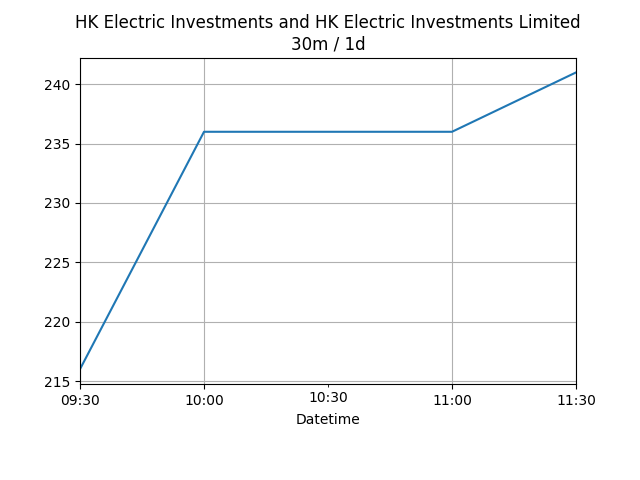 HK Electric Investments and HK Electric Investments Limited
30m / 1d
240
235
230
225
220
215
09:30 10:00 10:30 11:00 11:30
Datetime